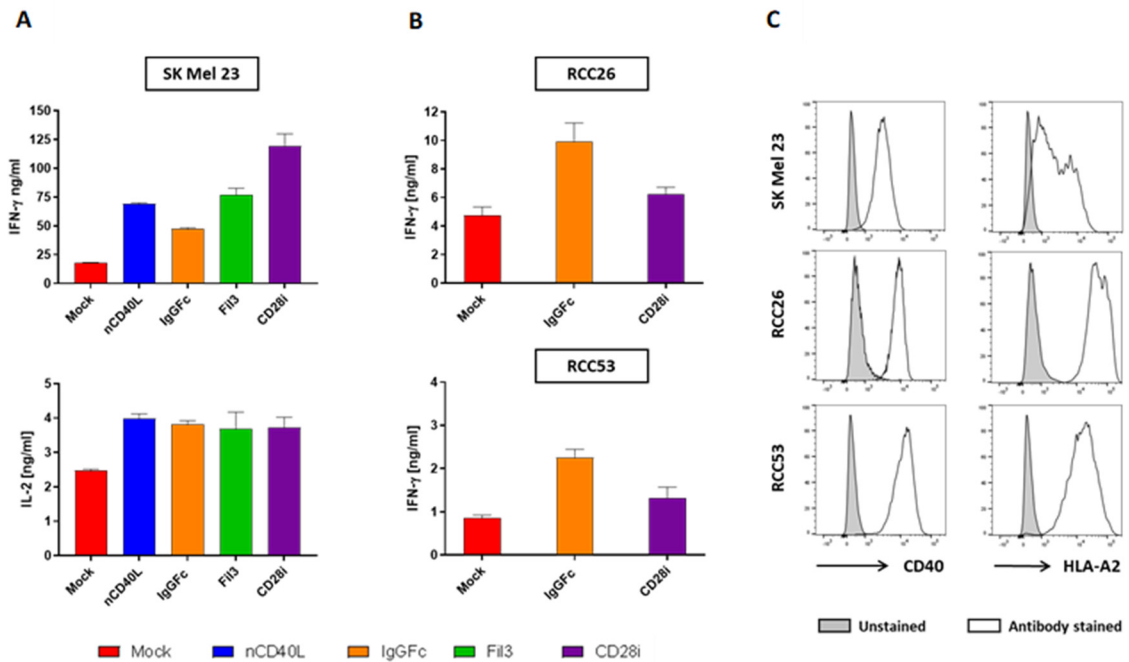 A
B
C
SK Mel 23
RCC26
150
125
100
75
50
25
0
IFN-γ ng/ml
Mock
nCD40L
IgGFc
Fil3
CD28i
12
10
8
6
4
2
0
IFN-γ [ng/ml]
Mock
IgGFc
CD28i
SK Mel 23
RCC26
RCC53
RCC53
5
4
3
2
1
0
IL-2 [ng/ml]
Mock
nCD40L
IgGFc
Fil3
CD28i
4
3
2
1
0
IFN-γ [ng/ml]
Mock
IgGFc
CD28i
CD40
HLA-A2
Unstained
Antibody stained
Mock
nCD40L
IgGFc
Fil3
CD28i